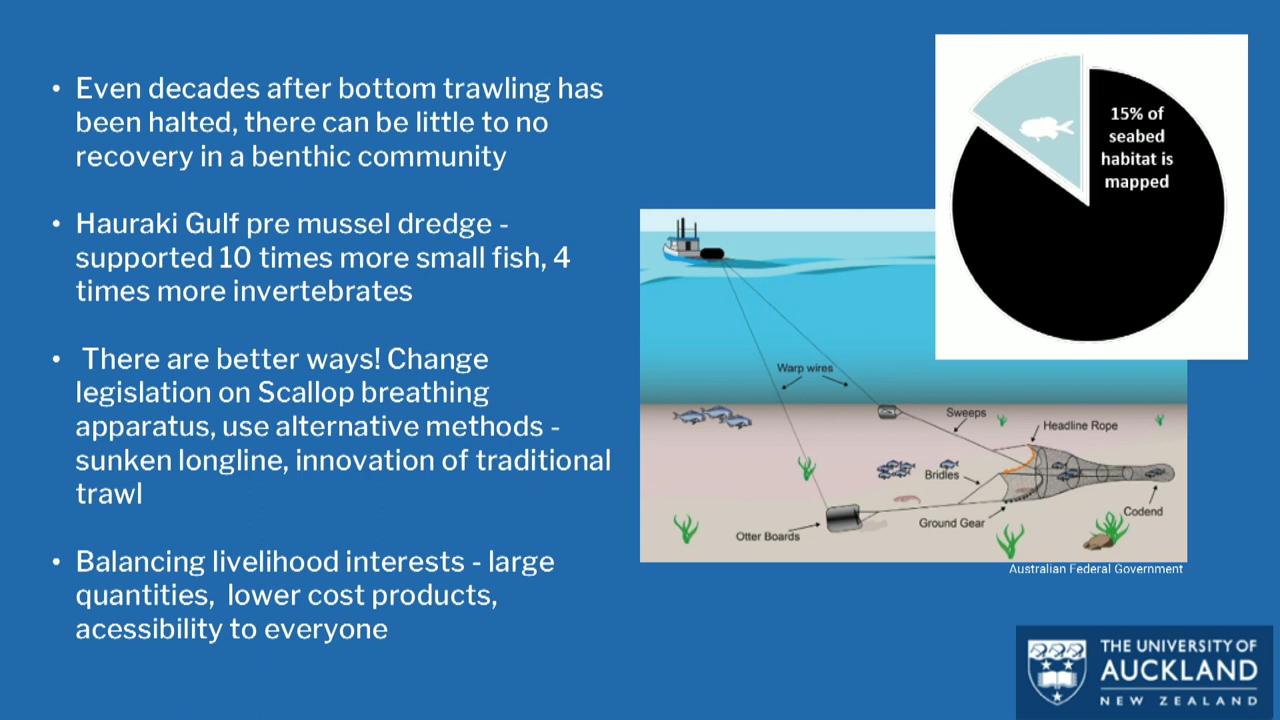 • Even decades after bottom trawling has
been halted, there can be little to no
recovery in a benthic community
• Hauraki Gulf pre mussel dredge -
supported 10 times more small fish, 4
times more invertebrates
• There are better ways! Change
legislation on Scallop breathing
apparatus, use alternative methods -
sunken longline, innovation of traditional
trawl
• Balancing livelihood interests - large
quantities, lower cost products,
acessibility to everyone
15% of
seabed
habitat is
mapped
Warp wires
Sweeps
Headline Rope
Bridles
Ground Gear
Codend
Otter Boards
Australian Federal Government
THE UNIVERSITY OF
AUCKLAND
NEW ZEALAND